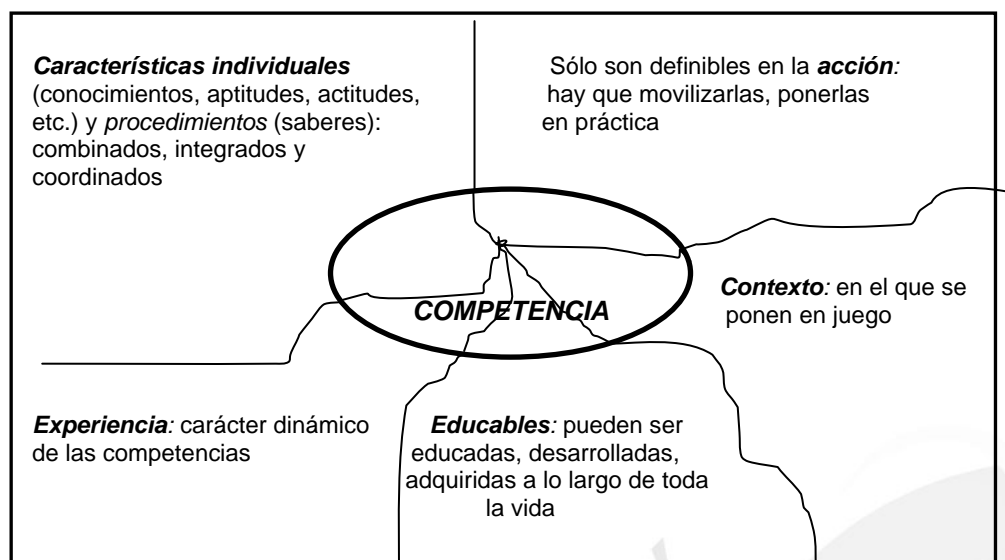 Características individuales
(conocimientos, aptitudes, actitudes,
etc.) y procedimientos (saberes):
combinados, integrados y
coordinados
Sólo son definibles en la acción:
hay que movilizarlas, ponerlas
en práctica
COMPETENCIA
Contexto: en el que se
ponen en juego
Experiencia: carácter dinámico
de las competencias
Educables: pueden ser
educadas, desarrolladas,
adquiridas a lo largo de toda
la vida